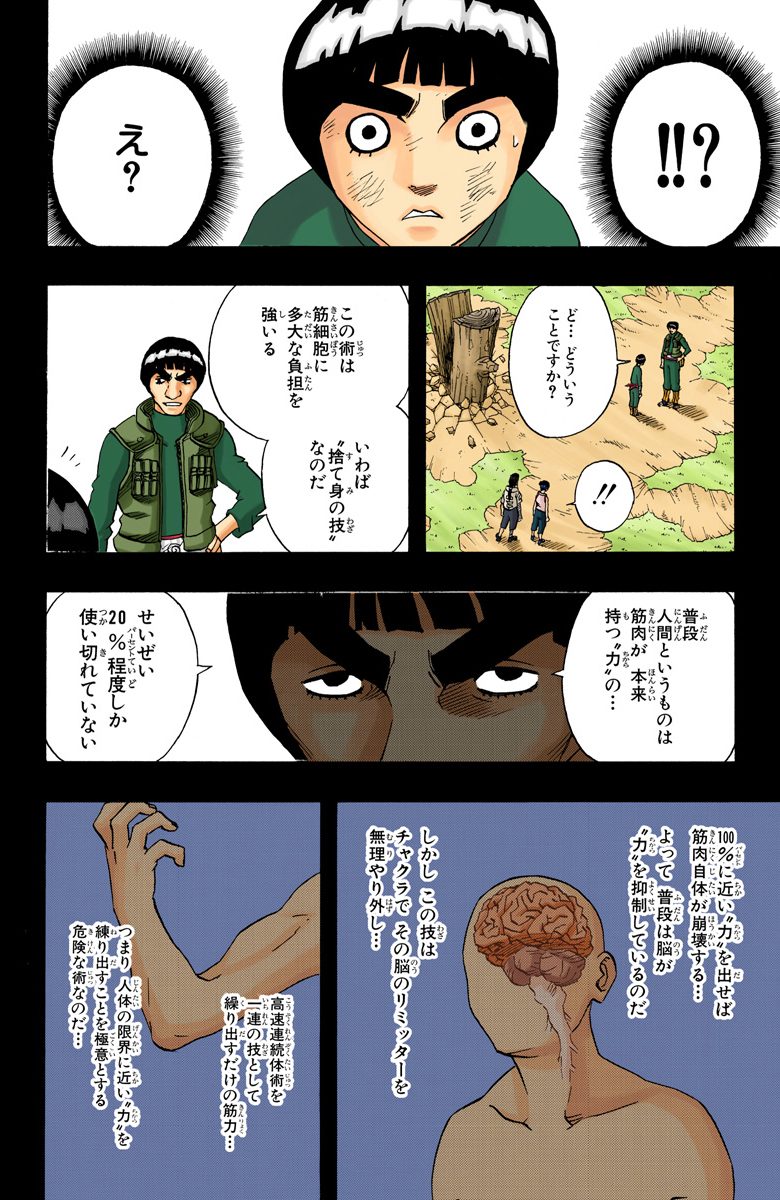 !!?
え?
ど…どういう
ことですか?
!!
この術は
筋細胞に
多大な負担を
強いる
いわば
〝捨て身の技〟
なのだ
普段
人間というものは
筋肉が 本来
持つ〝力〟の…
せいぜい
20%程度しか
使い切れていない
100%に近い〝力〟を出せば
筋肉自体が崩壊する…
よって 普段は脳が
〝力〟を抑制しているのだ
しかし この技は
チャクラで その脳のリミッターを
無理やり外し…
高速連続体術を
一連の技として
繰り出すだけの筋力…
つまり 人体の限界に近い〝力〟を
練り出すことを極意とする
危険な術なのだ…